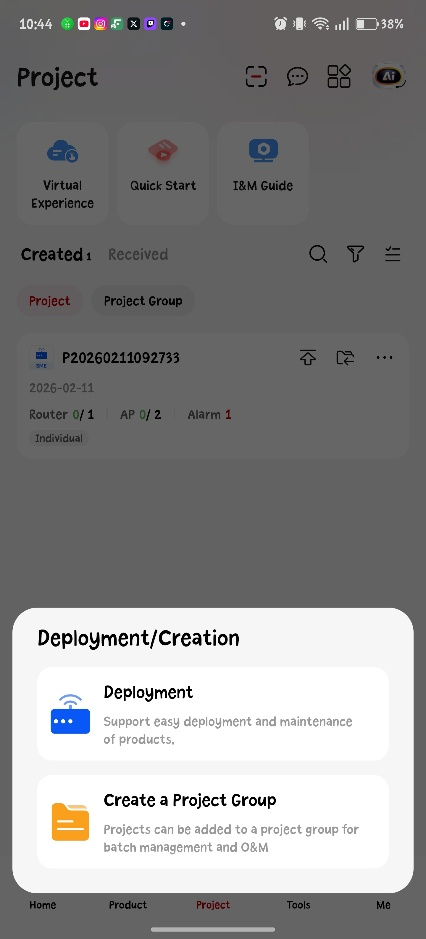 10:44
38%
Project
Ai
Virtual
Experience
Quick Start
I&M Guide
Created 1
Received
Project
Project Group
P20260211092733
2026-02-11
Router 0/ 1
AP 0/ 2
Alarm 1
Individual
Deployment/Creation
Deployment
Support easy deployment and maintenance
of products.
Create a Project Group
Projects can be added to a project group for
batch management and O&M
Home
Product
Project
Tools
Me